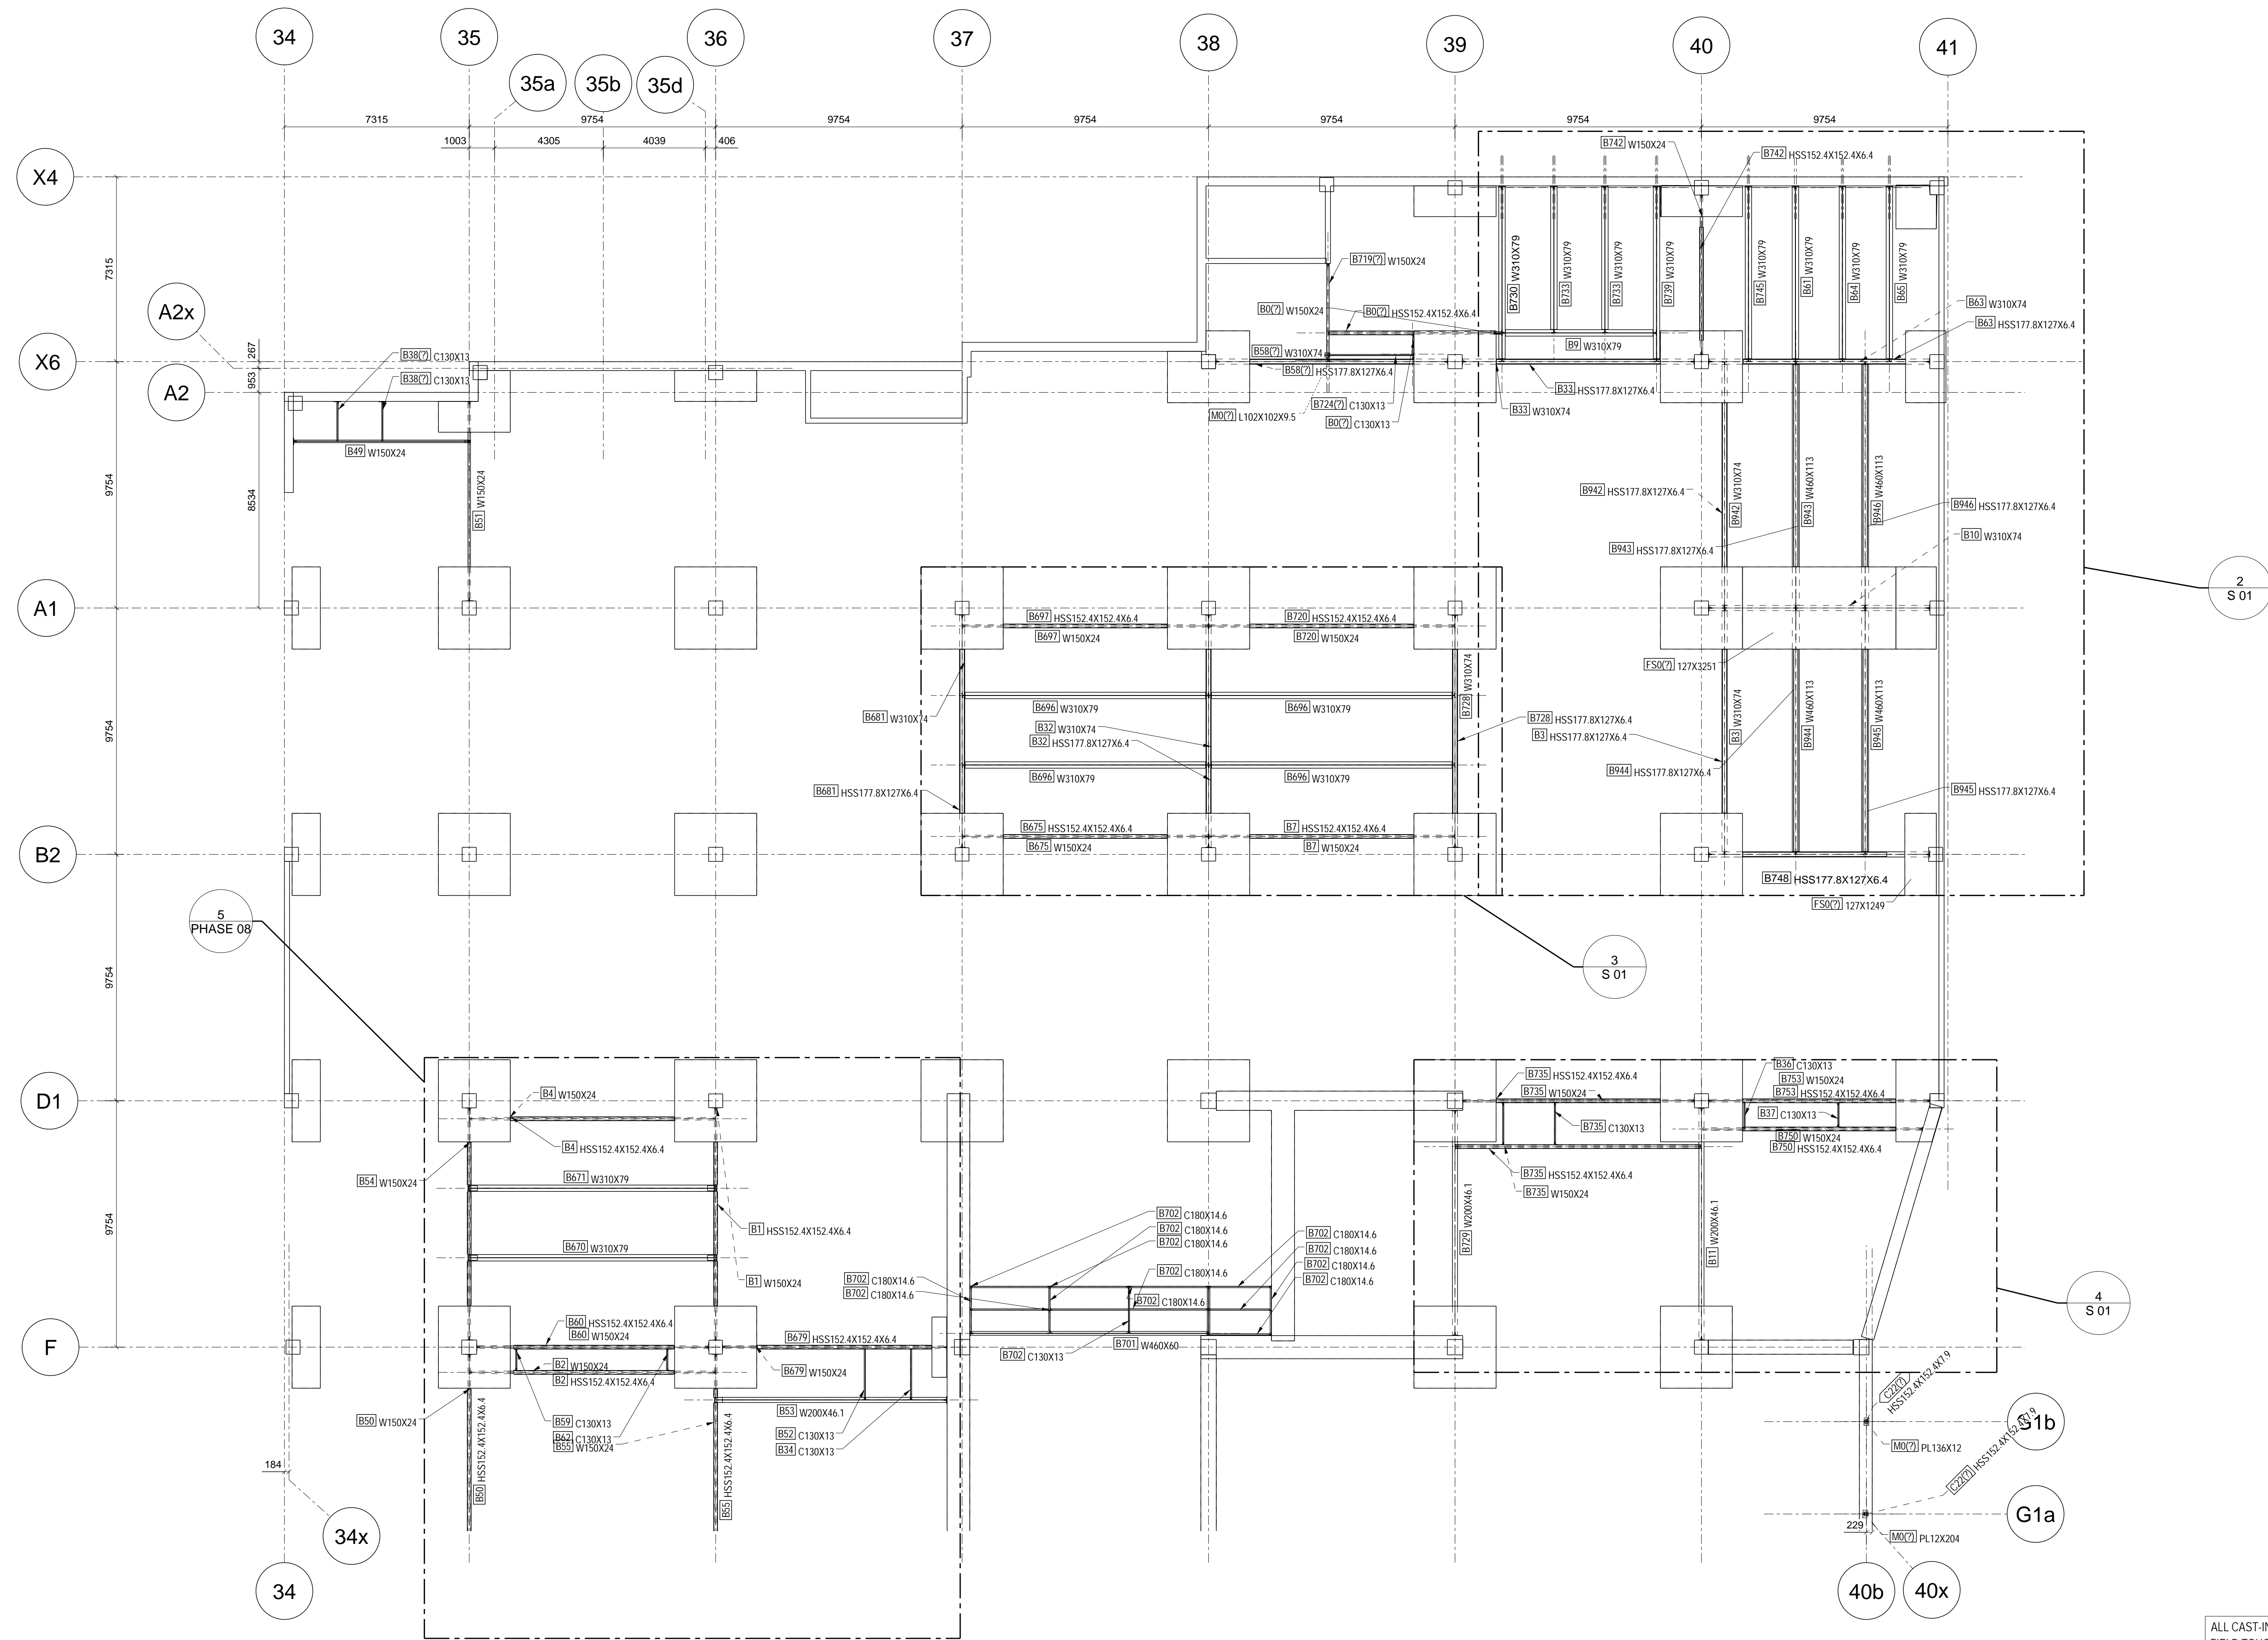 34
35
36
37
38
39
40
41
35a
35b
35d
7315
9754
9754
9754
9754
9754
9754
1003
4305
4039
406
X4
A2x
X6
A2
A1
B2
D1
F
7315
267
953
9754
8534
9754
9754
9754
B742 W150X24
B742 HSS152.4X152.4X6.4
B719(?) W150X24
B0(?) W150X24
B0(?) HSS152.4X152.4X6.4
B730 W310X79
B733 W310X79
B733 W310X79
B739 W310X79
B745 W310X79
B61 W310X79
B64 W310X79
B65 W310X79
B63 W310X74
B63 HSS177.8X127X6.4
B9 W310X79
B58(?) W310X74
B58(?) HSS177.8X127X6.4
B33 HSS177.8X127X6.4
B33 W310X74
B724(?) C130X13
M0(?) L102X102X9.5
B0(?) C130X13
B38(?) C130X13
B38(?) C130X13
B49 W150X24
B51 W150X24
B942 HSS177.8X127X6.4
B942 W310X74
B943 W460X113
B946 W460X113
B946 HSS177.8X127X6.4
B943 HSS177.8X127X6.4
B10 W310X74
2
S 01
B697 HSS152.4X152.4X6.4
B697 W150X24
B720 HSS152.4X152.4X6.4
B720 W150X24
FS0(?) 127X3251
B681 W310X74
B696 W310X79
B696 W310X79
B32 W310X74
B32 HSS177.8X127X6.4
B728 W310X74
B728 HSS177.8X127X6.4
B3 HSS177.8X127X6.4
B3 W310X74
B944 W460X113
B945 W460X113
B696 W310X79
B696 W310X79
B944 HSS177.8X127X6.4
B681 HSS177.8X127X6.4
B945 HSS177.8X127X6.4
B675 HSS152.4X152.4X6.4
B675 W150X24
B7 HSS152.4X152.4X6.4
B7 W150X24
B748 HSS177.8X127X6.4
FS0(?) 127X1249
5
PHASE 08
3
S 01
B4 W150X24
B4 HSS152.4X152.4X6.4
B54 W150X24
B671 W310X79
B1 HSS152.4X152.4X6.4
B670 W310X79
B1 W150X24
B735 HSS152.4X152.4X6.4
B735 W150X24
B735 C130X13
B36 C130X13
B753 W150X24
B753 HSS152.4X152.4X6.4
B37 C130X13
B750 W150X24
B750 HSS152.4X152.4X6.4
B735 HSS152.4X152.4X6.4
B735 W150X24
B729 W200X46.1
B11 W200X46.1
B702 C180X14.6
B702 C180X14.6
B702 C180X14.6
B702 C180X14.6
B702 C180X14.6
B702 C180X14.6
B702 C180X14.6
B702 C180X14.6
B702 C180X14.6
B702 C180X14.6
B702 C180X14.6
B702 C130X13
B701 W460X60
4
S 01
B60 HSS152.4X152.4X6.4
B60 W150X24
B2 W150X24
B2 HSS152.4X152.4X6.4
B679 HSS152.4X152.4X6.4
B679 W150X24
B50 W150X24
B59 C130X13
B62 C130X13
B55 W150X24
B53 W200X46.1
B52 C130X13
B34 C130X13
B50 HSS152.4X152.4X6.4
B55 HSS152.4X152.4X6.4
C22(?)
HSS152.4X152.4X7.9
G1b
M0(?) PL136X12
C22(?) HSS152.4X152.4X7.9
G1a
229
M0(?) PL12X204
184
34x
34
40b
40x
ALL CAST-IN